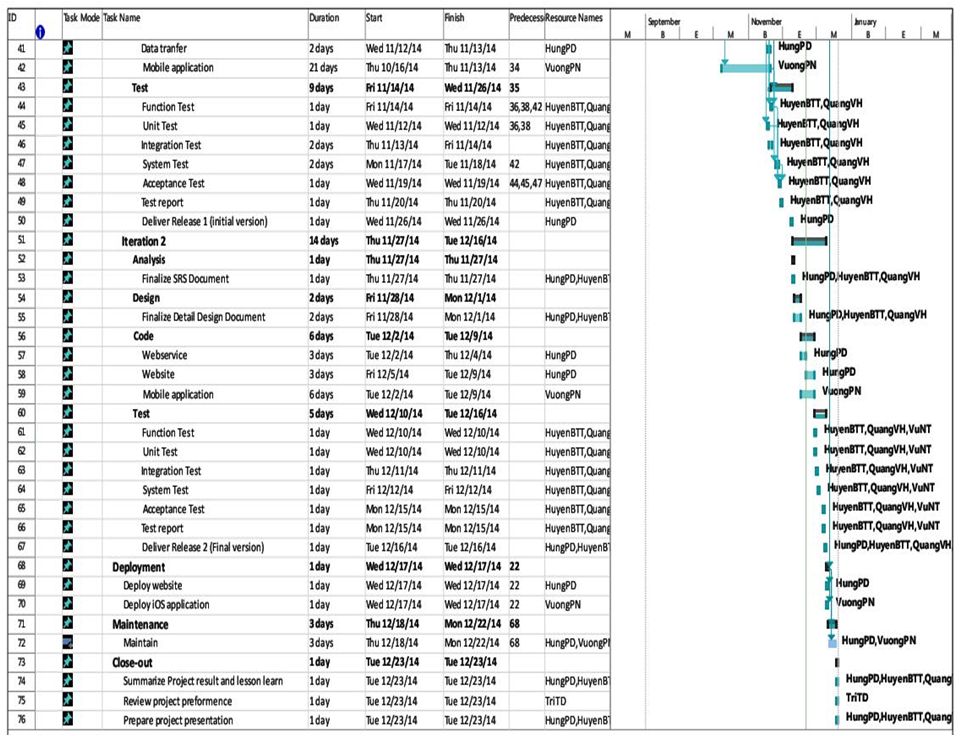 ID Task Mode Task Name Duration Start Finish Predecess Resource Names September November January
M B E M B E M B E M
41 Data tranfer 2 days Wed 11/12/14 Thu 11/13/14 HungPD HungPD
42 Mobile application 21 days Thu 10/16/14 Thu 11/13/14 34 VuongPN VuongPN
43 Test 9 days Fri 11/14/14 Wed 11/26/14 35
44 Function Test 1 day Fri 11/14/14 Fri 11/14/14 36,38,42 HuyenBTT,Quang HuyenBTT,QuangVH
45 Unit Test 1 day Wed 11/12/14 Wed 11/12/14 36,38 HuyenBTT,Quang HuyenBTT,QuangVH
46 Integration Test 2 days Thu 11/13/14 Fri 11/14/14 HuyenBTT,Quang HuyenBTT,QuangVH
47 System Test 2 days Mon 11/17/14 Tue 11/18/14 42 HuyenBTT,Quang HuyenBTT,QuangVH
48 Acceptance Test 1 day Wed 11/19/14 Wed 11/19/14 44,45,47 HuyenBTT,Quang HuyenBTT,QuangVH
49 Test report 1 day Thu 11/20/14 Thu 11/20/14 HuyenBTT,Quang HuyenBTT,QuangVH
50 Deliver Release 1 (initial version) 1 day Wed 11/26/14 Wed 11/26/14 HungPD HungPD
51 Iteration 2 14 days Thu 11/27/14 Tue 12/16/14
52 Analysis 1 day Thu 11/27/14 Thu 11/27/14
53 Finalize SRS Document 1 day Thu 11/27/14 Thu 11/27/14 HungPD,HuyenBT HungPD,HuyenBTT,QuangVH
54 Design 2 days Fri 11/28/14 Mon 12/1/14
55 Finalize Detail Design Document 2 days Fri 11/28/14 Mon 12/1/14 HungPD,HuyenBT HungPD,HuyenBTT,QuangVH
56 Code 6 days Tue 12/2/14 Tue 12/9/14
57 Webservice 3 days Tue 12/2/14 Thu 12/4/14 HungPD HungPD
58 Website 3 days Fri 12/5/14 Tue 12/9/14 HungPD HungPD
59 Mobile application 6 days Tue 12/2/14 Tue 12/9/14 VuongPN VuongPN
60 Test 5 days Wed 12/10/14 Tue 12/16/14
61 Function Test 1 day Wed 12/10/14 Wed 12/10/14 HuyenBTT,Quang HuyenBTT,QuangVH,VuNT
62 Unit Test 1 day Wed 12/10/14 Wed 12/10/14 HuyenBTT,Quang HuyenBTT,QuangVH,VuNT
63 Integration Test 1 day Thu 12/11/14 Thu 12/11/14 HuyenBTT,Quang HuyenBTT,QuangVH,VuNT
64 System Test 1 day Fri 12/12/14 Fri 12/12/14 HuyenBTT,Quang HuyenBTT,QuangVH,VuNT
65 Acceptance Test 1 day Mon 12/15/14 Mon 12/15/14 HuyenBTT,Quang HuyenBTT,QuangVH,VuNT
66 Test report 1 day Mon 12/15/14 Mon 12/15/14 HuyenBTT,Quang HuyenBTT,QuangVH,VuNT
67 Deliver Release 2 (Final version) 1 day Tue 12/16/14 Tue 12/16/14 HungPD,HuyenBT HungPD,HuyenBTT,QuangVH
68 Deployment 1 day Wed 12/17/14 Wed 12/17/14 22
69 Deploy website 1 day Wed 12/17/14 Wed 12/17/14 22 HungPD HungPD
70 Deploy iOS application 1 day Wed 12/17/14 Wed 12/17/14 22 VuongPN VuongPN
71 Maintenance 3 days Thu 12/18/14 Mon 12/22/14 68
72 Maintain 3 days Thu 12/18/14 Mon 12/22/14 68 HungPD,VuongPN HungPD,VuongPN
73 Close-out 1 day Tue 12/23/14 Tue 12/23/14
74 Summarize Project result and lesson learn 1 day Tue 12/23/14 Tue 12/23/14 HungPD,HuyenBT HungPD,HuyenBTT,Quang
75 Review project preformence 1 day Tue 12/23/14 Tue 12/23/14 TriTD TriTD
76 Prepare project presentation 1 day Tue 12/23/14 Tue 12/23/14 HungPD,HuyenBT HungPD,HuyenBTT,Quang